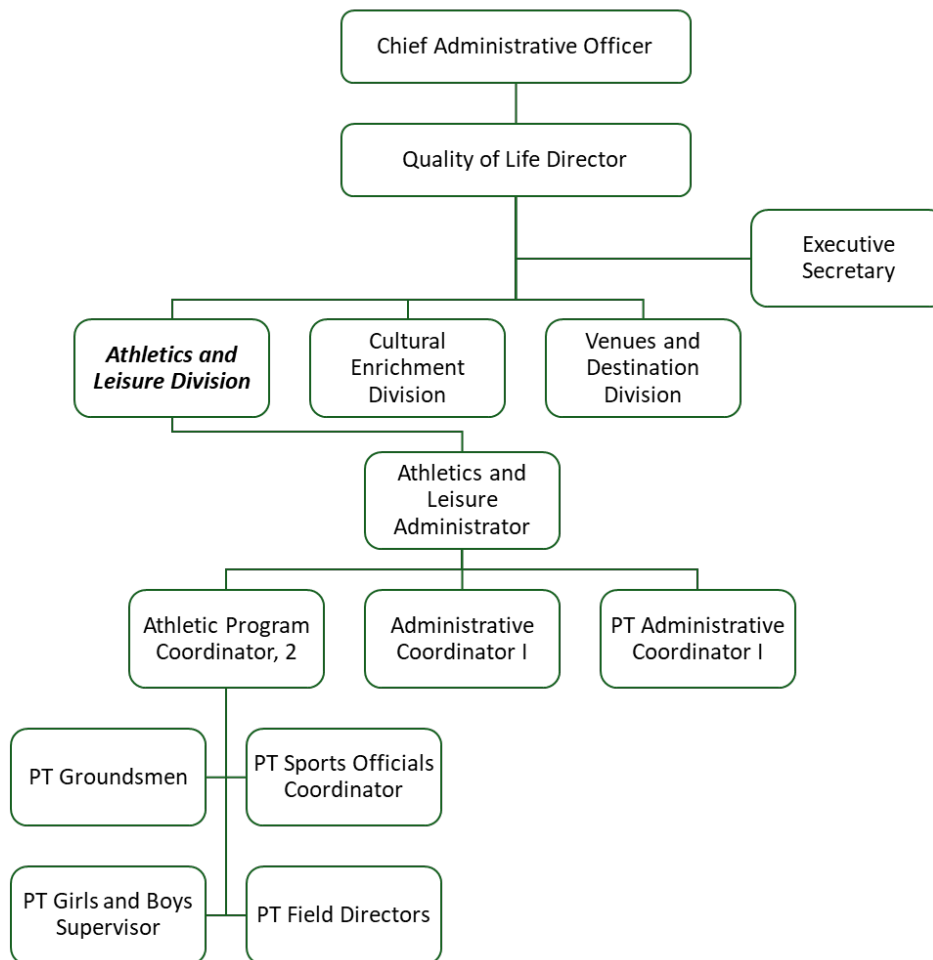 Chief Administrative Officer
Quality of Life Director
Executive
Secretary
Athletics and
Leisure Division
Cultural
Enrichment
Division
Venues and
Destination
Division
Athletics and
Leisure
Administrator
Athletic Program
Coordinator, 2
Administrative
Coordinator I
PT Administrative
Coordinator I
PT Groundsmen
PT Sports Officials
Coordinator
PT Girls and Boys
Supervisor
PT Field Directors